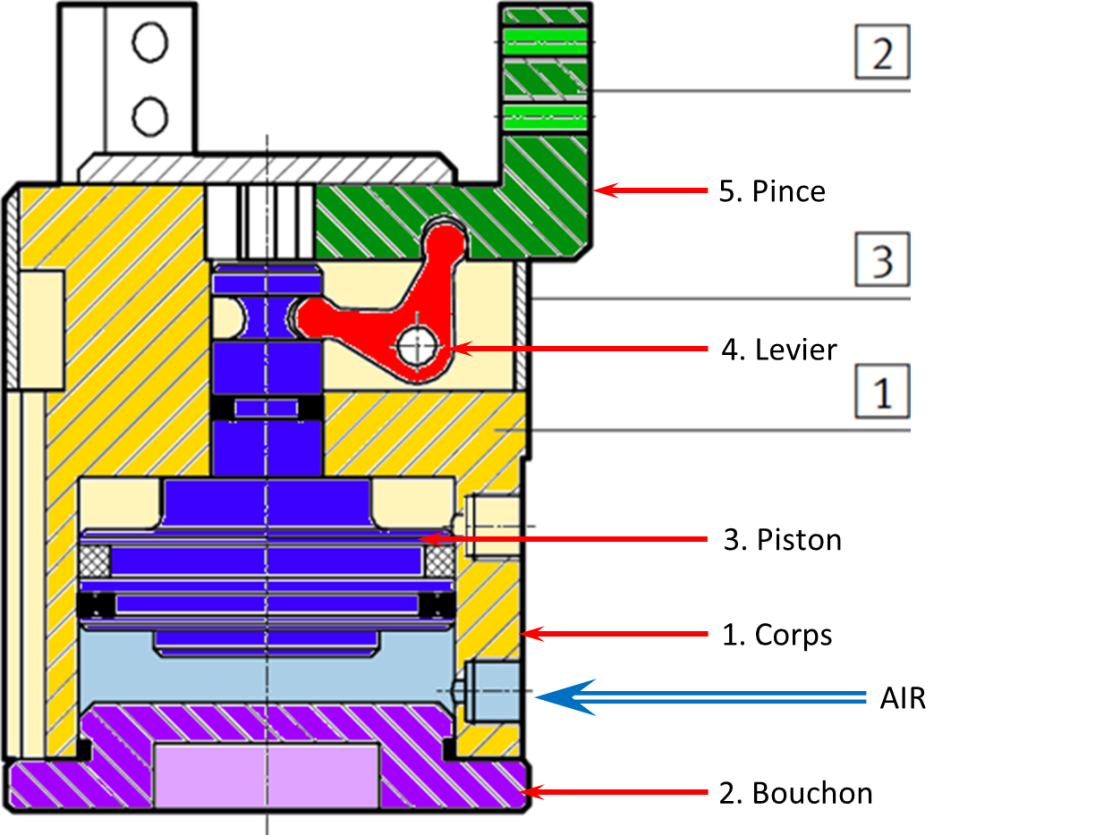 2
5. Pince
3
4. Levier
1
3. Piston
1. Corps
AIR
2. Bouchon